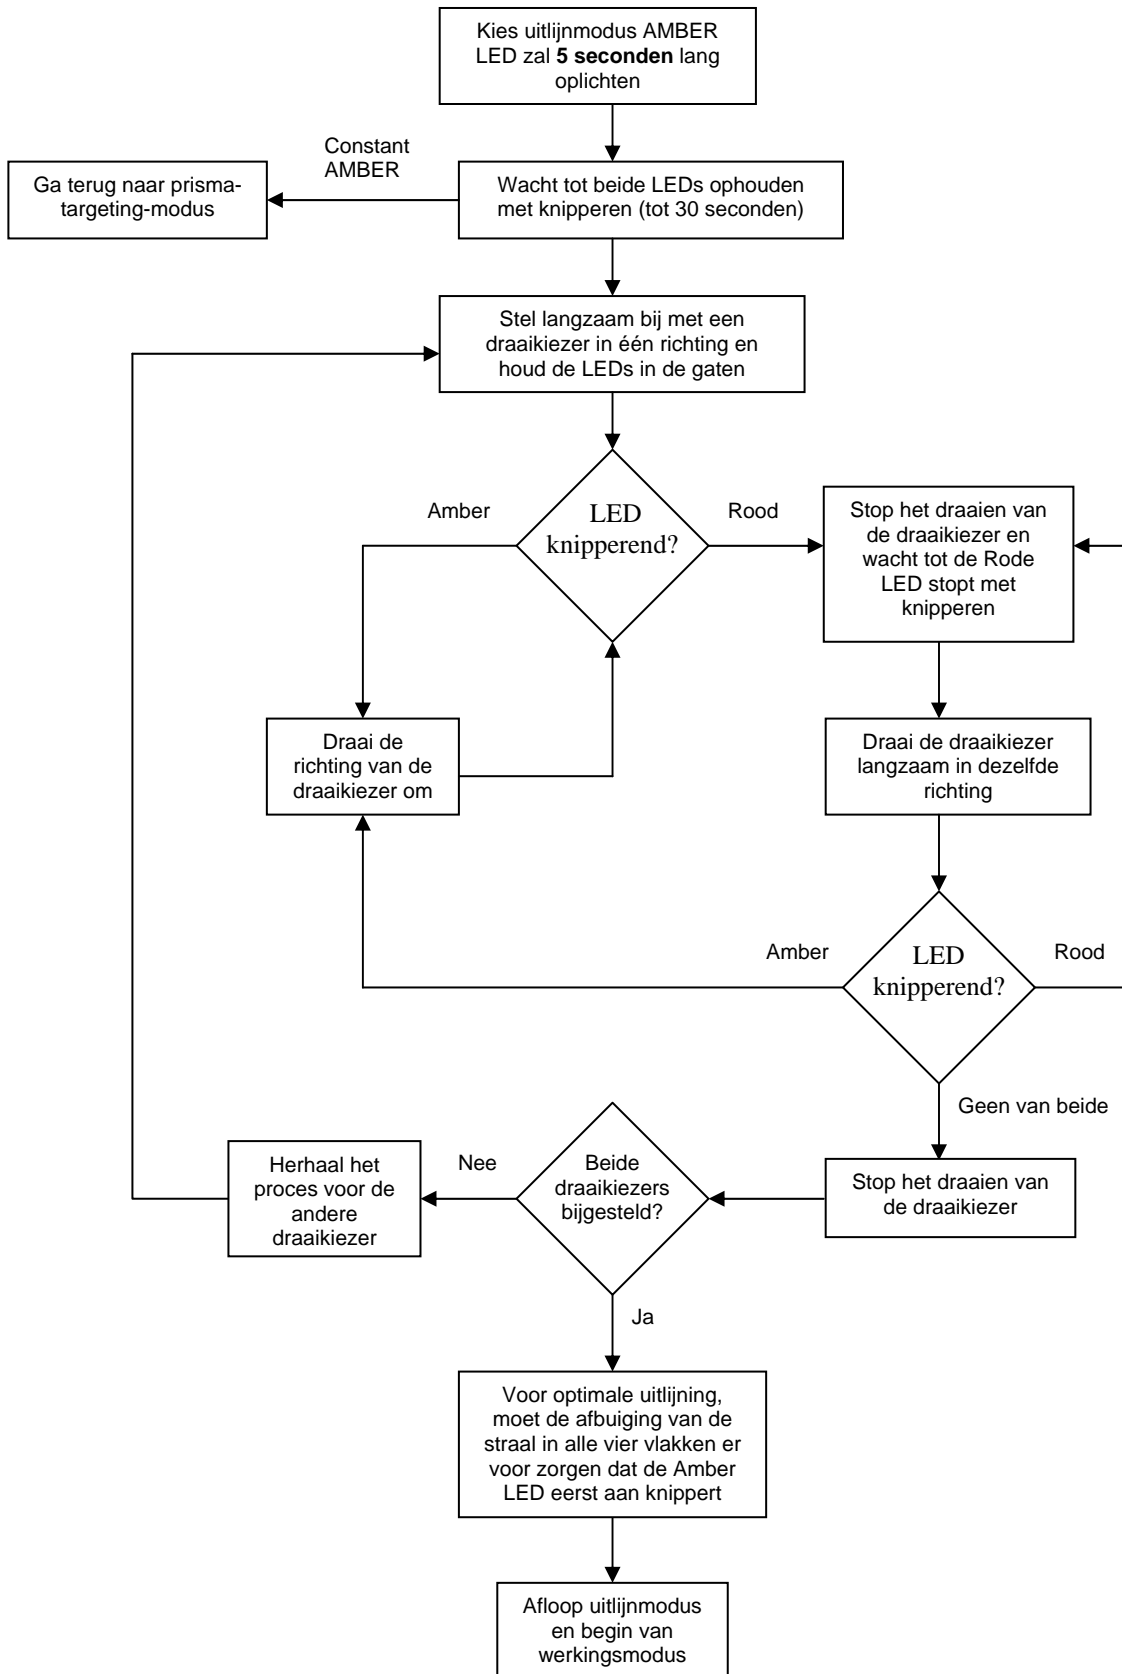 Kies uitlijnmodus AMBER
LED zal 5 seconden lang
oplichten
Constant
AMBER
Ga terug naar prisma-
targeting-modus
Wacht tot beide LEDs ophouden
met knipperen (tot 30 seconden)
Stel langzaam bij met een
draaikiezer in één richting en
houd de LEDs in de gaten
Amber
LED
knipperend?
Rood
Stop het draaien van
de draaikiezer en
wacht tot de Rode
LED stopt met
knipperen
Draai de
richting van de
draaikiezer om
Draai de draaikiezer
langzaam in dezelfde
richting
Amber
LED
knipperend?
Rood
Geen van beide
Herhaal het
proces voor de
andere
draaikiezer
Nee
Beide
draaikiezers
bijgesteld?
Stop het draaien van
de draaikiezer
Ja
Voor optimale uitlijning,
moet de afbuiging van de
straal in alle vier vlakken er
voor zorgen dat de Amber
LED eerst aan knippert
Afloop uitlijnmodus
en begin van
werkingsmodus